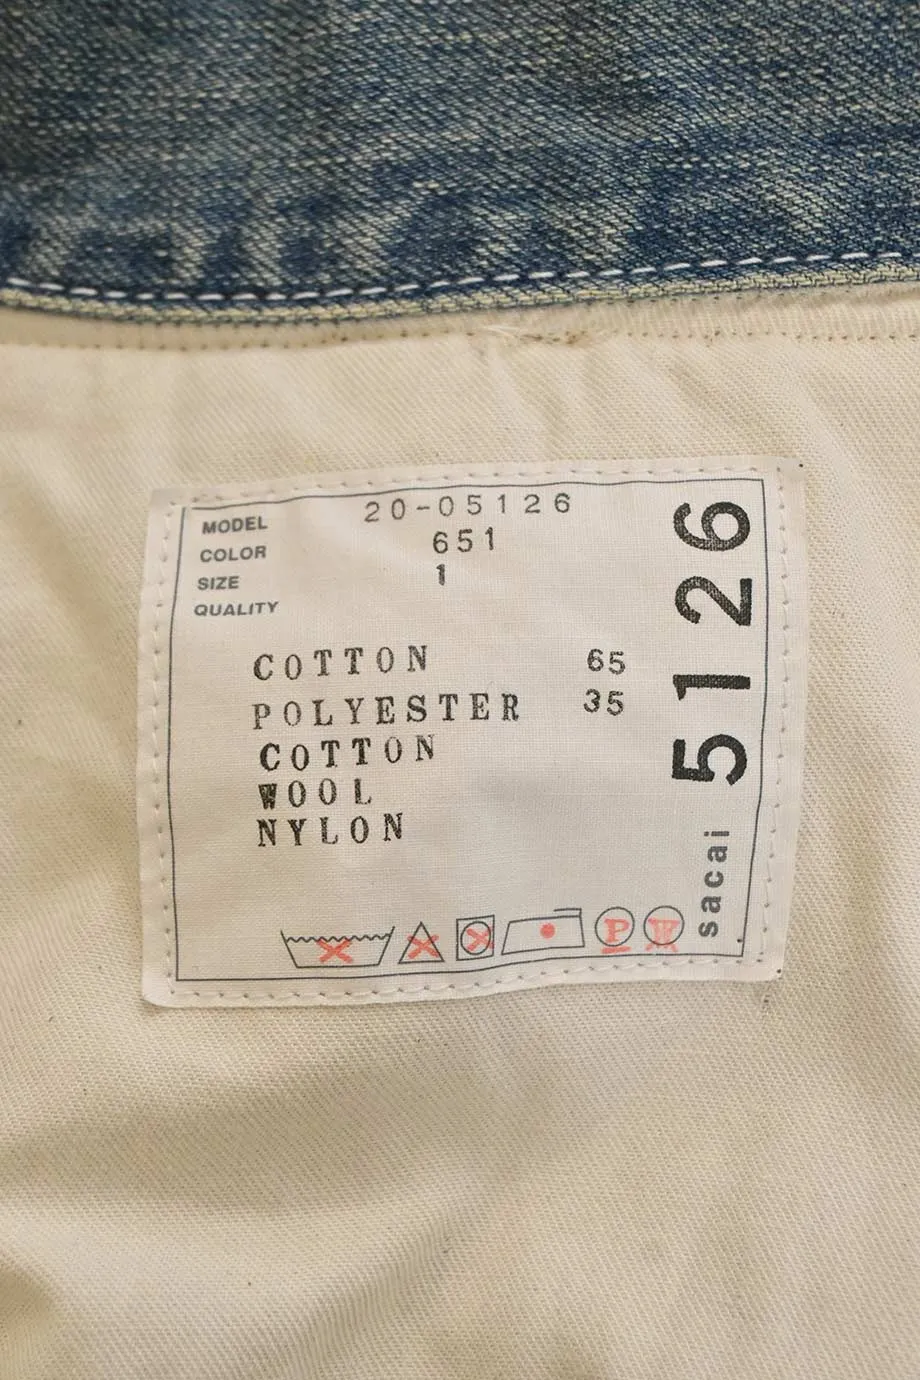 MODEL 20-05126
COLOR 651
SIZE 1
QUALITY
COTTON 65
POLYESTER 35
COTTON
WOOL
NYLON
P W
sacai 5126